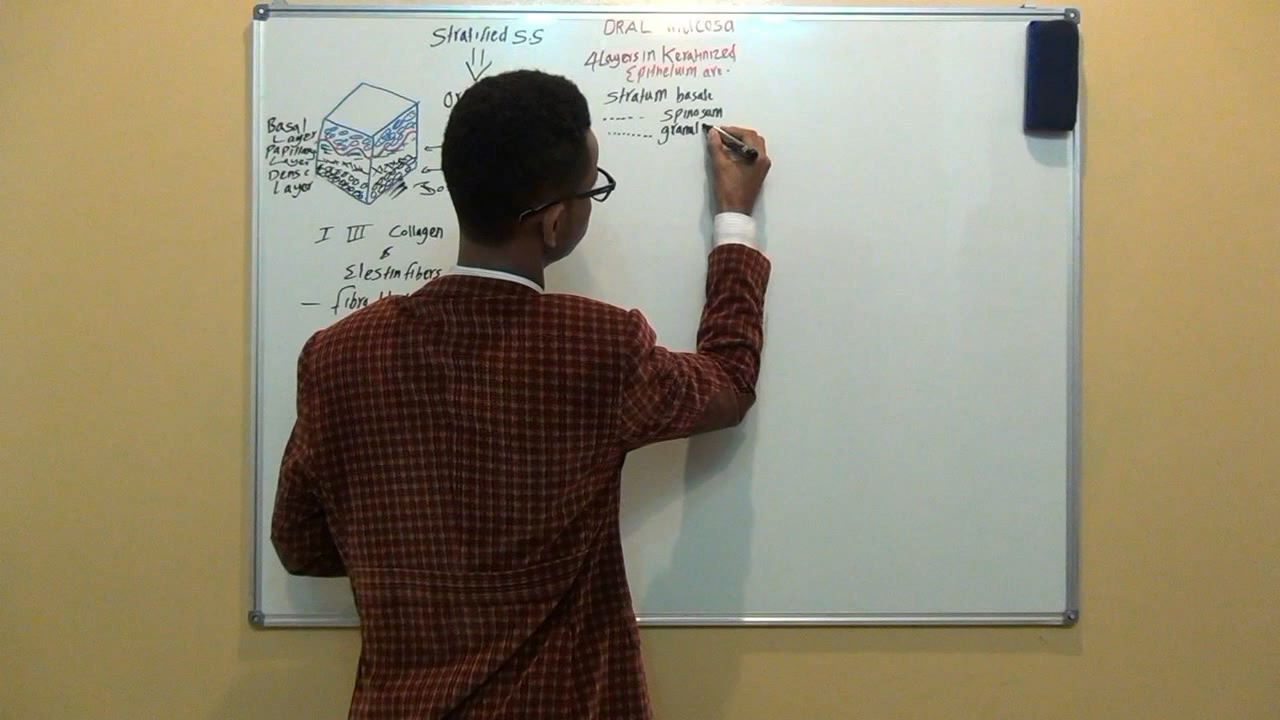 Stratified S.S
Basal
Layer
Papillary
Layer
Dense
Layer
I III Collagen
&
Elestin fibers
ORAL mucosa
4 Layers in Keratinized
Epitheluim are.
Stratum basale
------ Spinosum
......... granul